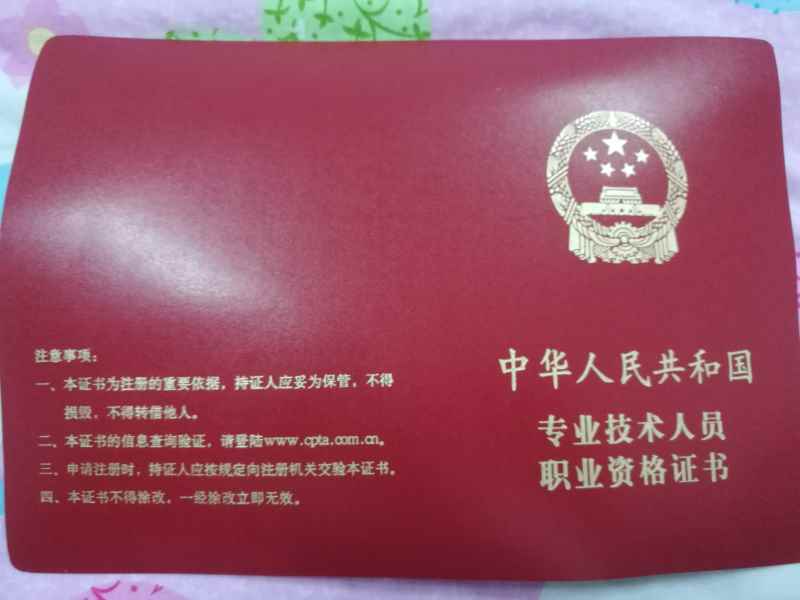 注意事项：
一、本证书为注册的重要依据，持证人应妥为保管，不得
损毁，不得转借他人。
二、本证书的信息查询验证，请登陆www.cpta.com.cn。
三、申请注册时，持证人应按规定向注册机关交验本证书。
四、本证书不得涂改，一经涂改立即无效。
中华人民共和国
专业技术人员
职业资格证书